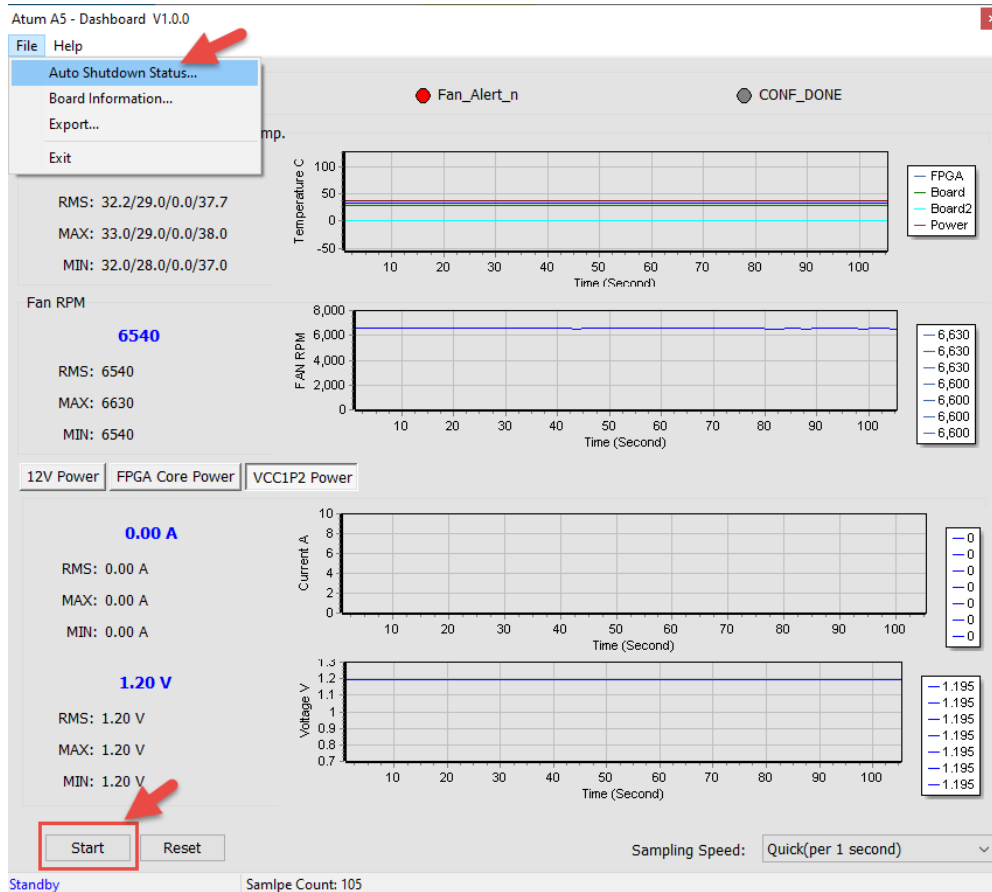 Atum A5 - Dashboard V1.0.0
File Help
Auto Shutdown Status...
Board Information...
Export...
Exit
Fan_Alert_n
CONF_DONE
mp.
RMS: 32.2/29.0/0.0/37.7
MAX: 33.0/29.0/0.0/38.0
MIN: 32.0/28.0/0.0/37.0
Temperature C
100
50
0
-50
10 20 30 40 50 60 70 80 90 100
Time (Second)
FPGA
Board
Board2
Power
Fan RPM
6540
RMS: 6540
MAX: 6630
MIN: 6540
FAN RPM
8,000
6,000
4,000
2,000
0
10 20 30 40 50 60 70 80 90 100
Time (Second)
6,630
6,630
6,630
6,600
6,600
6,600
6,600
12V Power FPGA Core Power VCC1P2 Power
0.00 A
RMS: 0.00 A
MAX: 0.00 A
MIN: 0.00 A
Current A
10
8
6
4
2
0
10 20 30 40 50 60 70 80 90 100
Time (Second)
0
0
0
0
0
0
0
1.20 V
RMS: 1.20 V
MAX: 1.20 V
MIN: 1.20 V
Voltage V
1.3
1.2
1.1
1
0.9
0.8
0.7
10 20 30 40 50 60 70 80 90 100
Time (Second)
1.195
1.195
1.195
1.195
1.195
1.195
1.195
Start Reset
Sampling Speed: Quick(per 1 second)
Standby Samlpe Count: 105